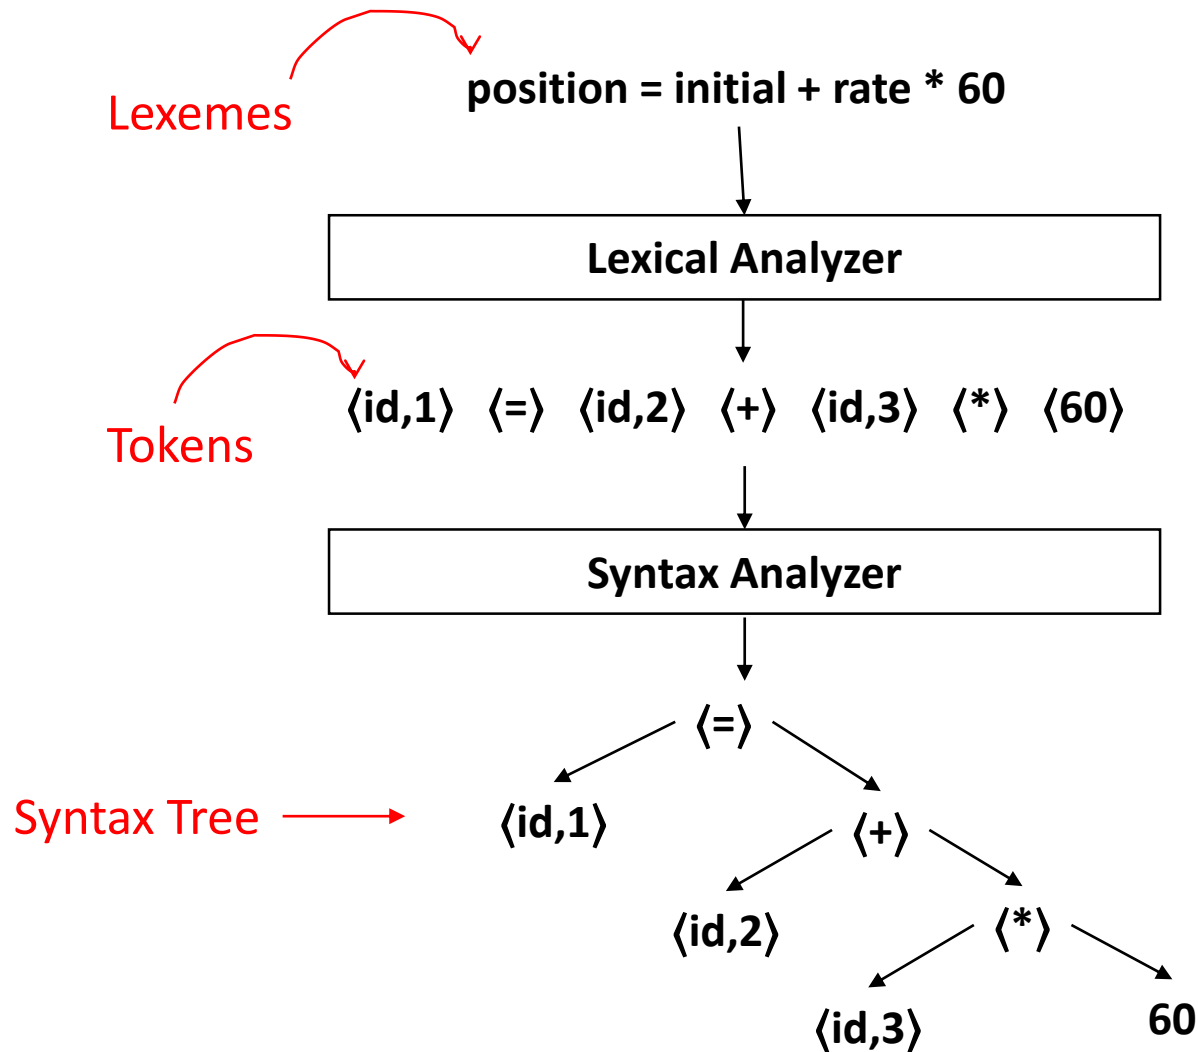 position = initial + rate * 60
Lexemes
Lexical Analyzer
⟨id,1⟩ ⟨=⟩ ⟨id,2⟩ ⟨+⟩ ⟨id,3⟩ ⟨*⟩ ⟨60⟩
Tokens
Syntax Analyzer
⟨=⟩
Syntax Tree
⟨id,1⟩ ⟨+⟩
⟨id,2⟩ ⟨*⟩
⟨id,3⟩ 60